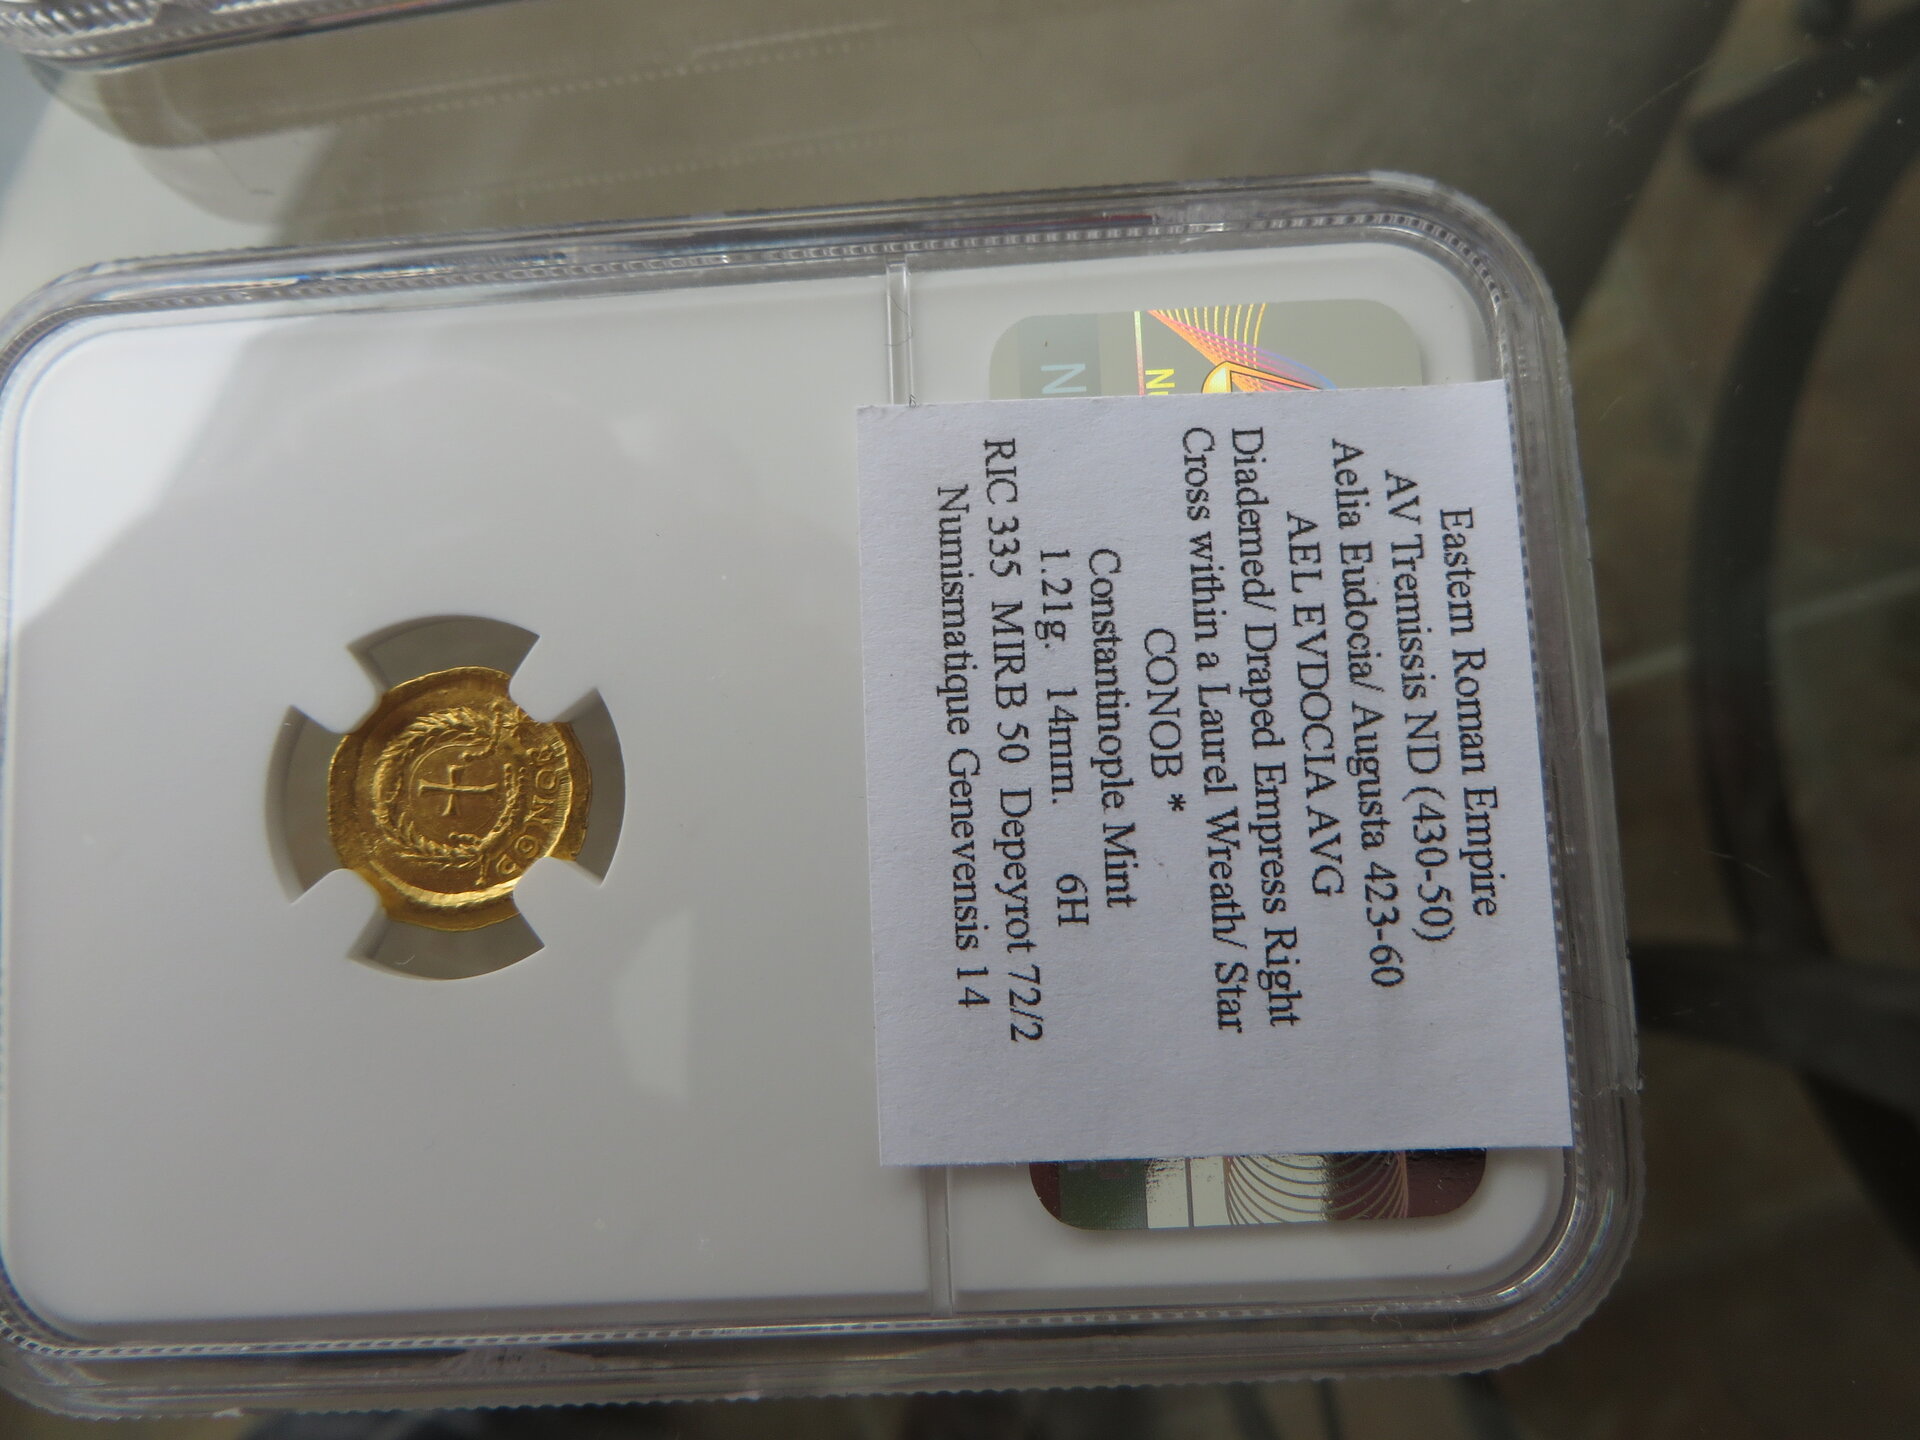 Eastern Roman Empire
AV Tremissis ND (430-50)
Aelia Eudocia/ Augusta 423-60
AEL EVDOCIA AVG
Diademed/ Draped Empress Right
Cross within a Laurel Wreath/ Star
CONOB *
Constantinople Mint
1.21g. 14mm. 6H
RIC 335 MIRB 50 Depeyrot 72/2
Numismatique Genevensis 14
N
CONOB *